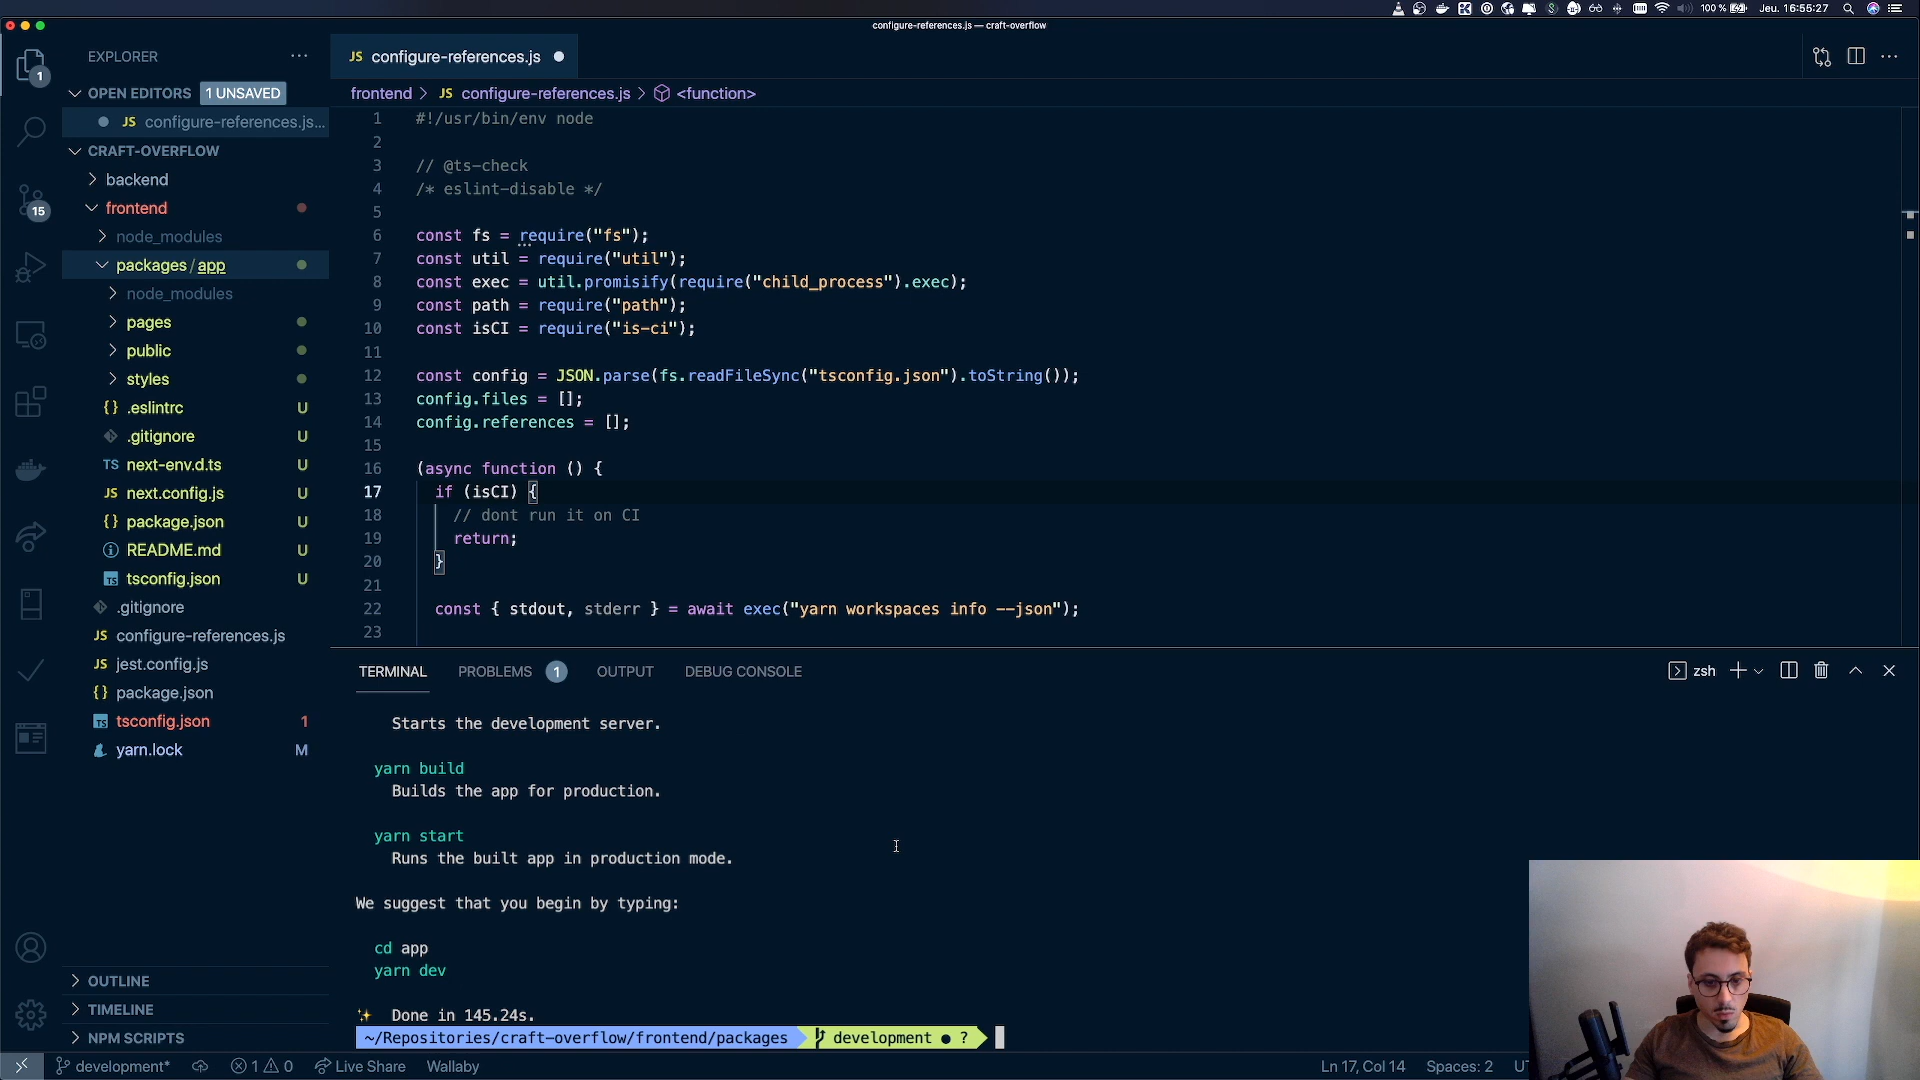 100 %
Jeu. 16:55:27
configure-references.js — craft-overflow
EXPLORER
OPEN EDITORS
1 UNSAVED
JS configure-references.js...
CRAFT-OVERFLOW
backend
frontend
node_modules
packages / app
node_modules
pages
public
styles
{} .eslintrc U
.gitignore U
TS next-env.d.ts U
JS next.config.js U
{} package.json U
README.md U
TS tsconfig.json U
.gitignore
JS configure-references.js
JS jest.config.js
{} package.json
TS tsconfig.json 1
yarn.lock M
OUTLINE
TIMELINE
NPM SCRIPTS
1
15
JS configure-references.js
frontend > JS configure-references.js > <function>
1 #!/usr/bin/env node
2
3 // @ts-check
4 /* eslint-disable */
5
6 const fs = require("fs");
7 const util = require("util");
8 const exec = util.promisify(require("child_process").exec);
9 const path = require("path");
10 const isCI = require("is-ci");
11
12 const config = JSON.parse(fs.readFileSync("tsconfig.json").toString());
13 config.files = [];
14 config.references = [];
15
16 (async function () {
17 if (isCI) {
18 // dont run it on CI
19 return;
20 }
21
22 const { stdout, stderr } = await exec("yarn workspaces info --json");
23
TERMINAL
PROBLEMS 1
OUTPUT
DEBUG CONSOLE
zsh
Starts the development server.
yarn build
Builds the app for production.
yarn start
Runs the built app in production mode.
We suggest that you begin by typing:
cd app
yarn dev
✨ Done in 145.24s.
~/Repositories/craft-overflow/frontend/packages development ● ?
development*
1 0
Live Share
Wallaby
Ln 17, Col 14
Spaces: 2